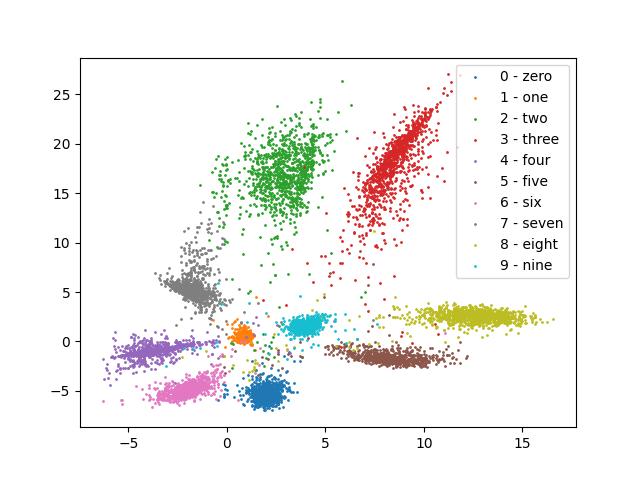 25
20
15
10
5
0
−5
−5
0
5
10
15
0 - zero
1 - one
2 - two
3 - three
4 - four
5 - five
6 - six
7 - seven
8 - eight
9 - nine